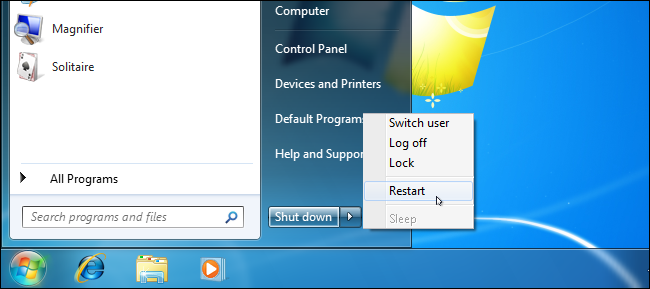 Magnifier
Solitaire
All Programs
Search programs and files
Computer
Control Panel
Devices and Printers
Default Programs
Help and Suppor
Shut down
Switch user
Log off
Lock
Restart
Sleep